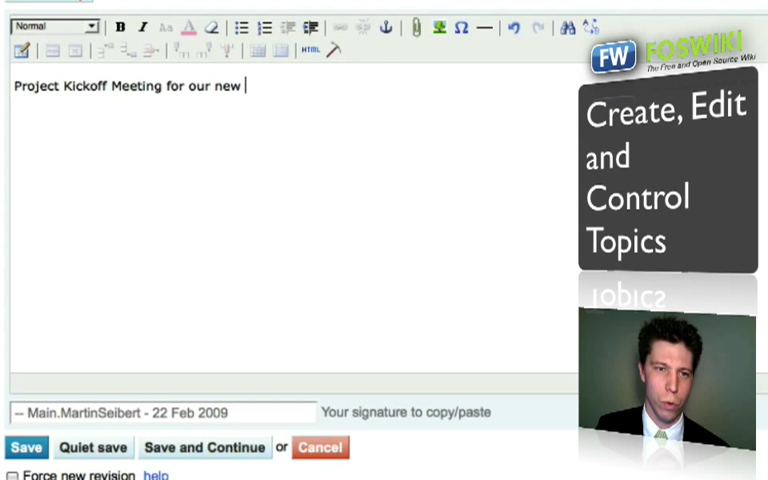 Normal
B I Aa A
HTML
Project Kickoff Meeting for our new
FW FOSWIKI
The Free and Open Source Wiki
Create, Edit
and
Control
Topics
-- Main.MartinSeibert - 22 Feb 2009 Your signature to copy/paste
Save Quiet save Save and Continue or Cancel
Force new revision help